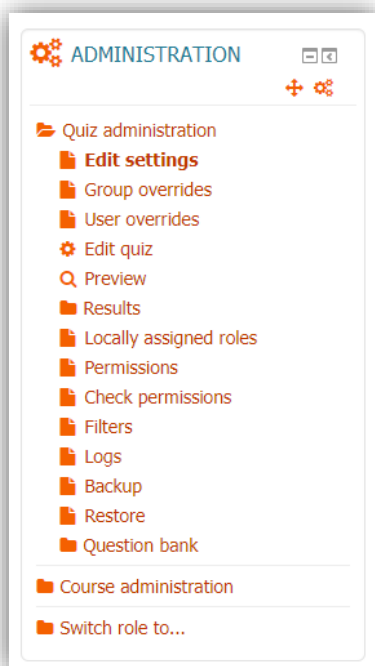 ADMINISTRATION
Quiz administration
Edit settings
Group overrides
User overrides
Edit quiz
Preview
Results
Locally assigned roles
Permissions
Check permissions
Filters
Logs
Backup
Restore
Question bank
Course administration
Switch role to...